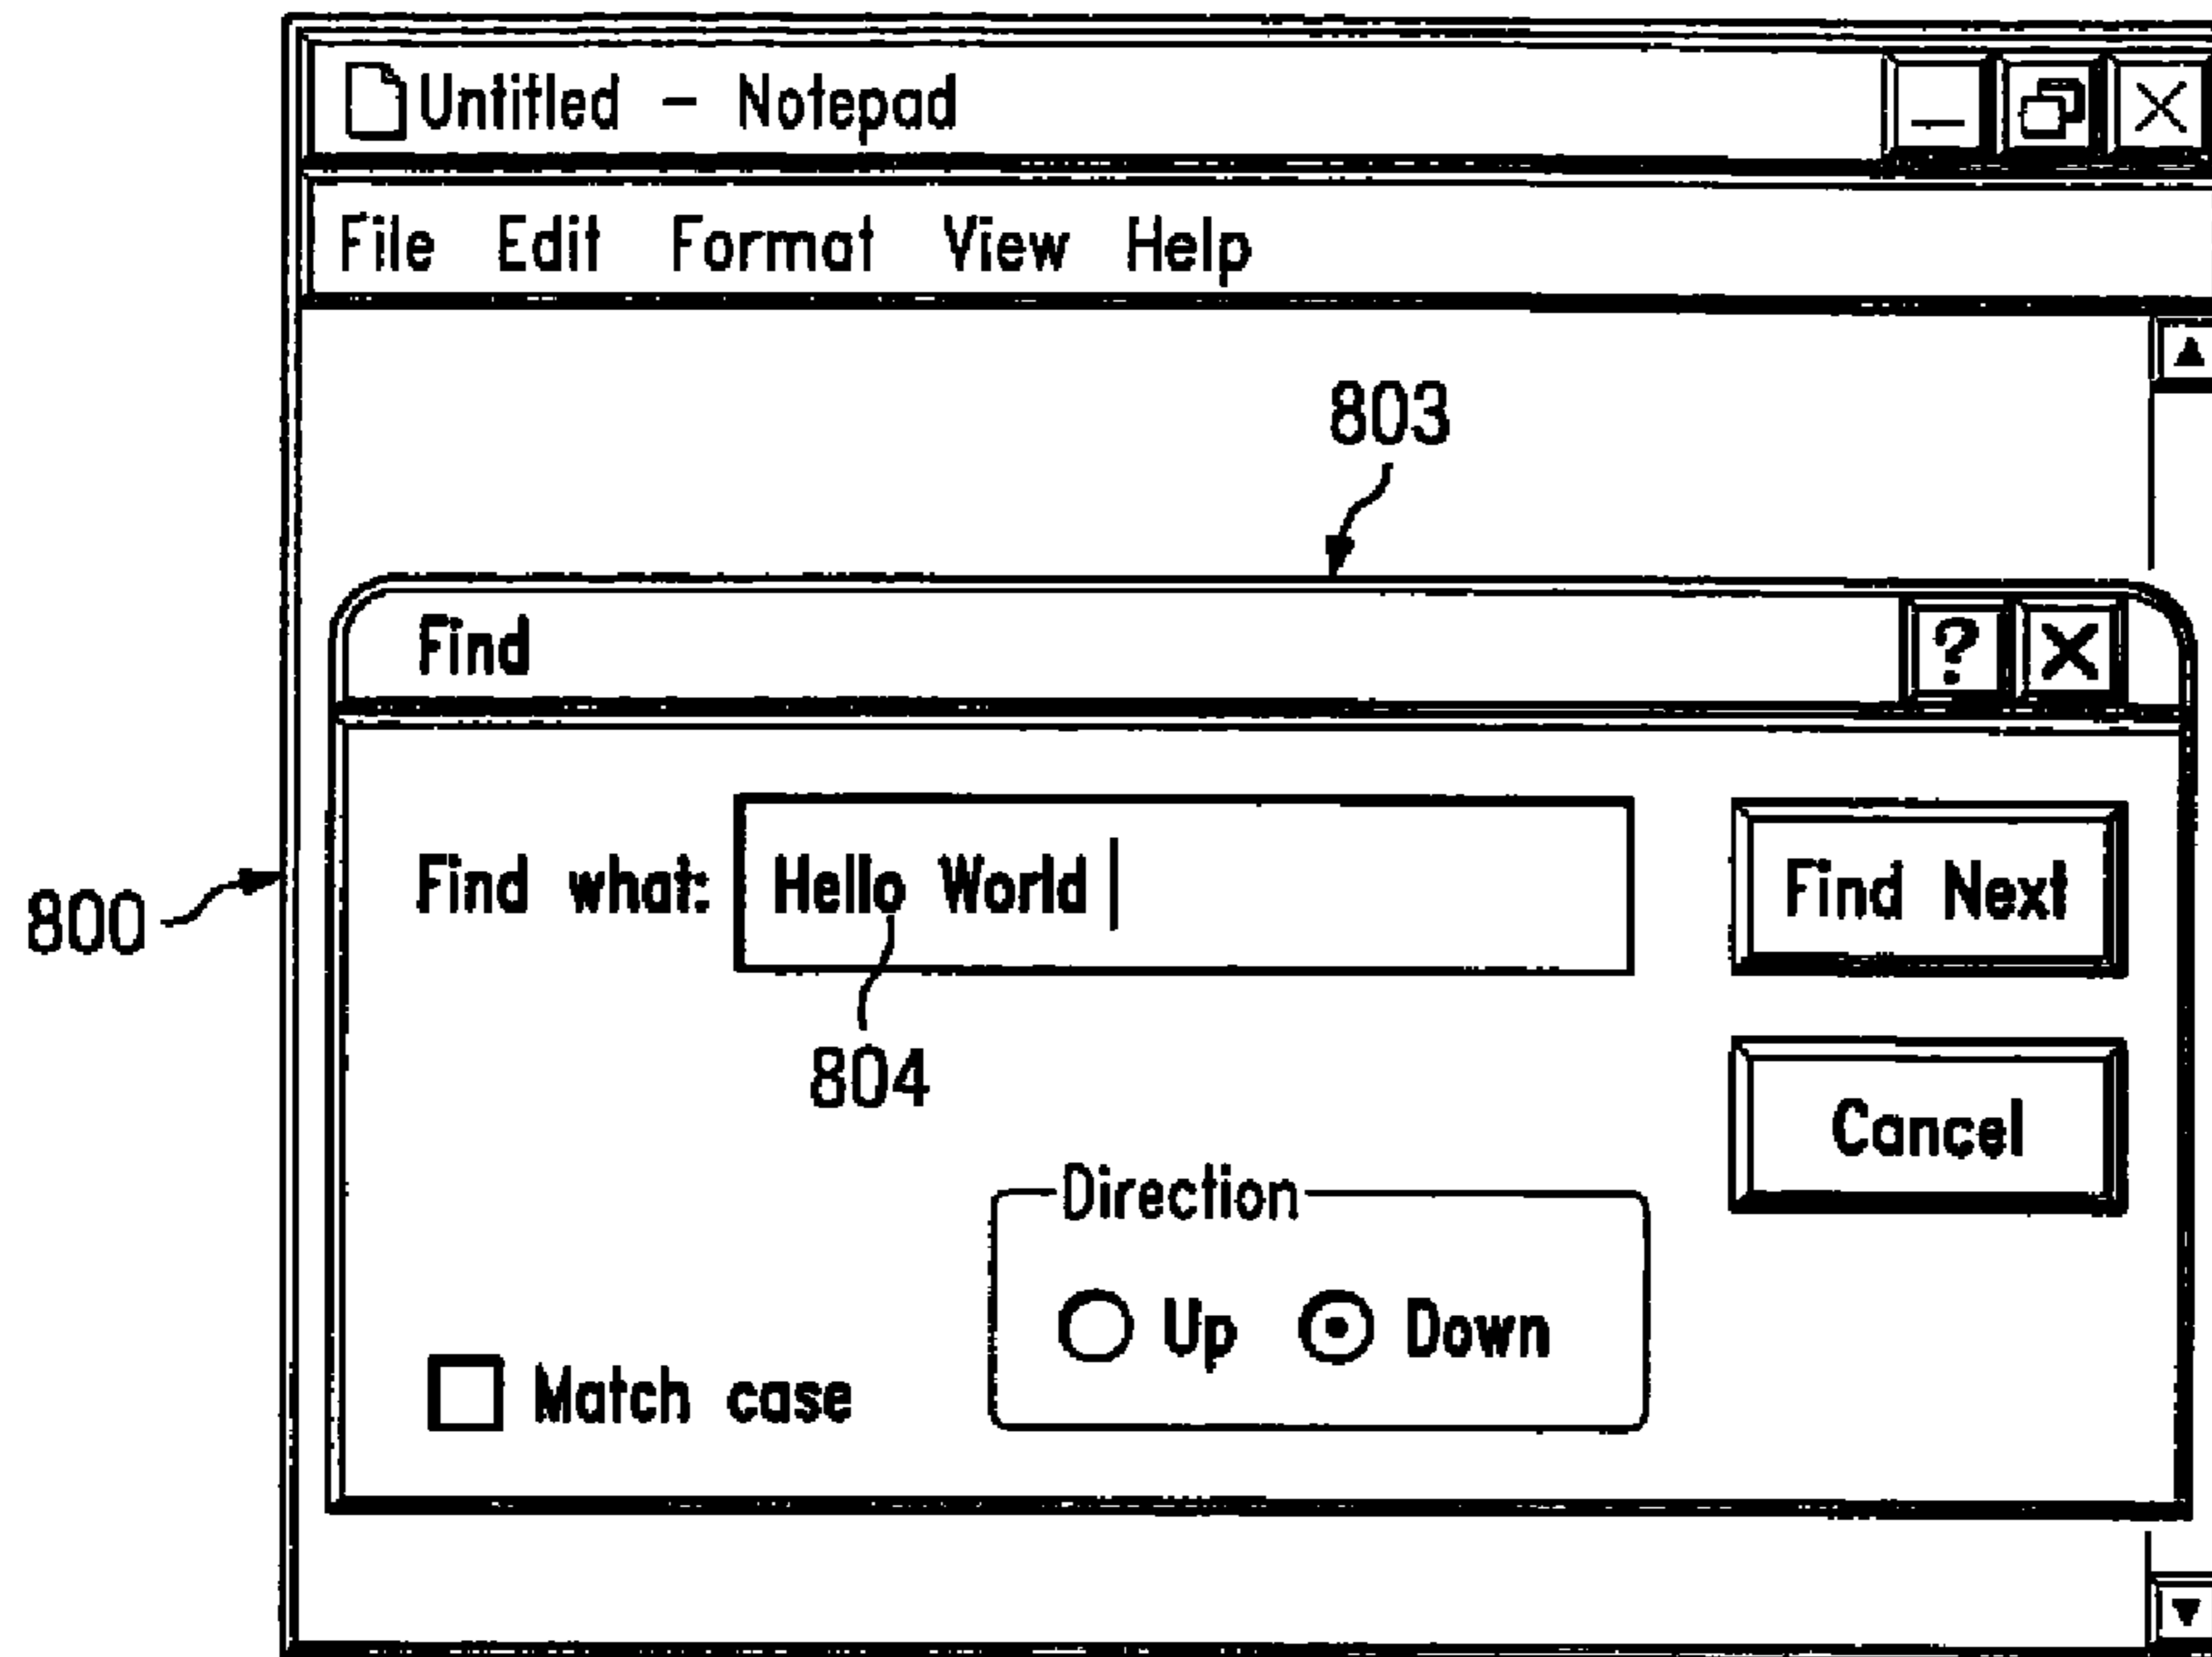 Untitled - Notepad
File Edit Format View Help
803
Find ?
Find what: Hello World Find Next
800
804
Cancel
Direction
Up Down
Match case